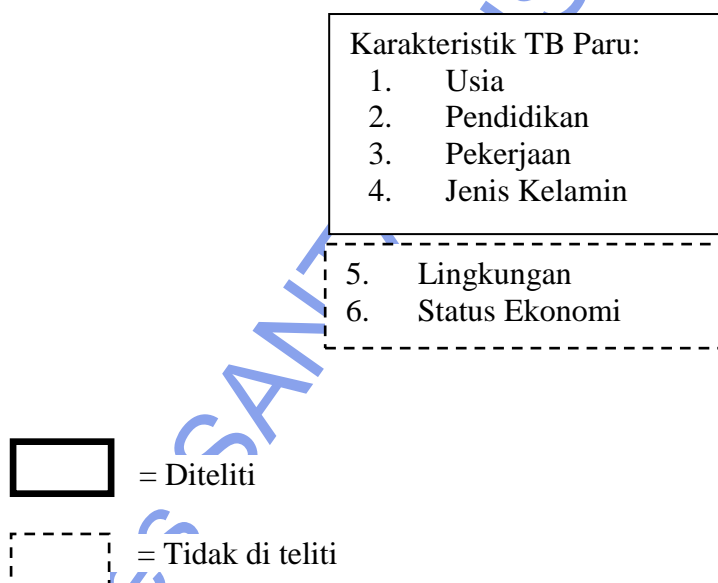 Karakteristik TB Paru:
1. Usia
2. Pendidikan
3. Pekerjaan
4. Jenis Kelamin
5. Lingkungan
6. Status Ekonomi
= Diteliti
= Tidak di teliti